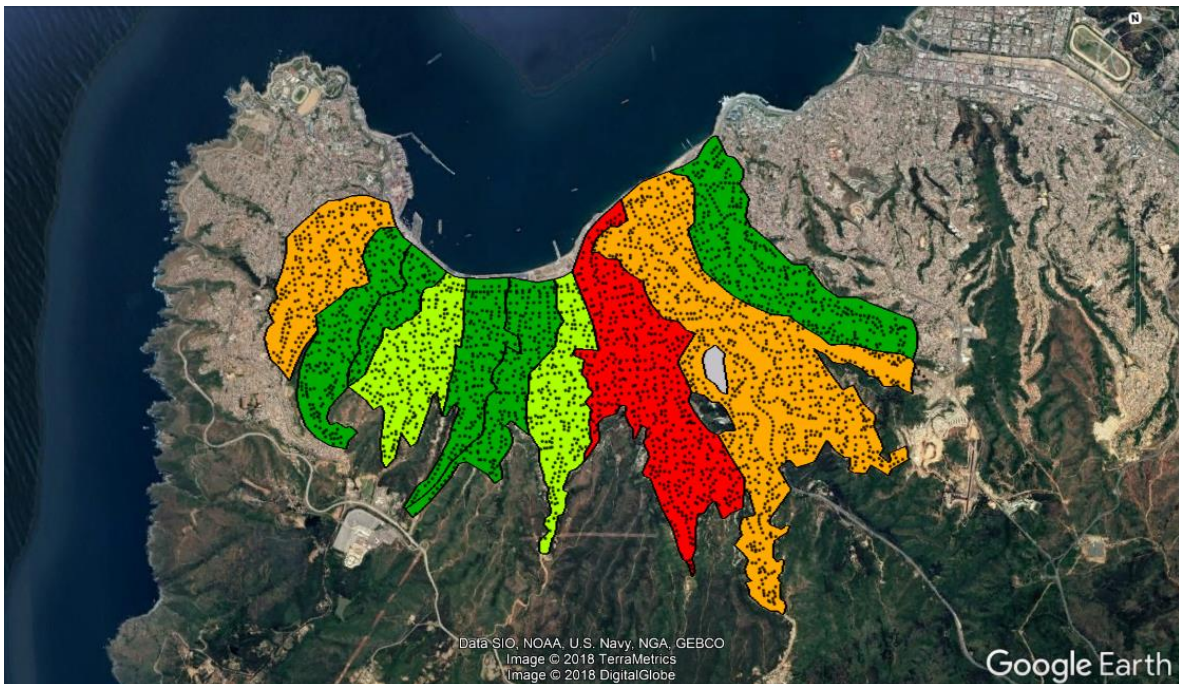 N
Data SIO, NOAA, U.S. Navy, NGA, GEBCO
Image © 2018 TerraMetrics
Image © 2018 DigitalGlobe
Google Earth